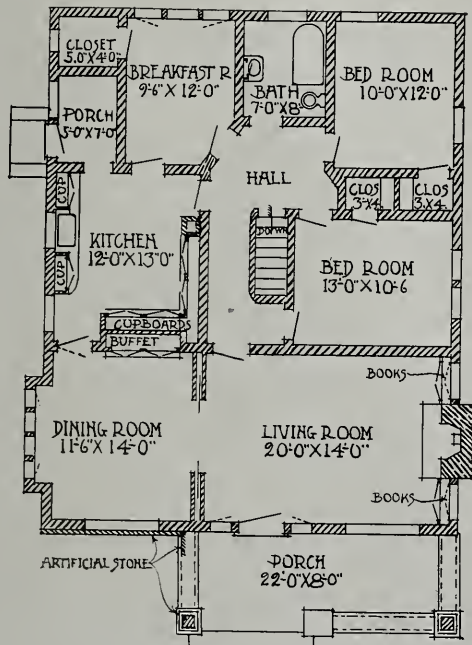 CLOSET
5'.0"X4'.0"
BREAKFAST R
9'-6"X 12'-0"
BATH
7'-0"X8'
BED ROOM
10'-0"X12'-0"
PORCH
5'-0"X7'-0"
HALL
CLOS
3'-X4'
CLOS
3'.X4'
CUP
KITCHEN
12'-0"X13'-0"
CUP
DOWN
BED ROOM
13'-0"X10'-6
CUPBOARDS
BUFFET
BOOKS
DINING ROOM
11'-6"X 14'-0"
LIVING ROOM
20'-0"X14'-0"
BOOKS
ARTIFICIAL STONE
PORCH
22'-0"X8'-0"